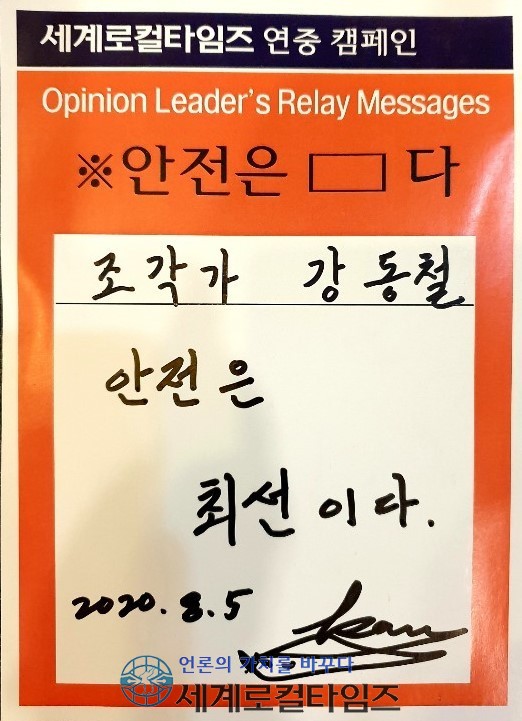 세계로컬타임즈 연중 캠페인
Opinion Leader's Relay Messages
※안전은 □ 다
조각가 강동철
안전은
최선이다.
2020. 8. 5
언론의 가치를 바꾸다
세계로컬타임즈